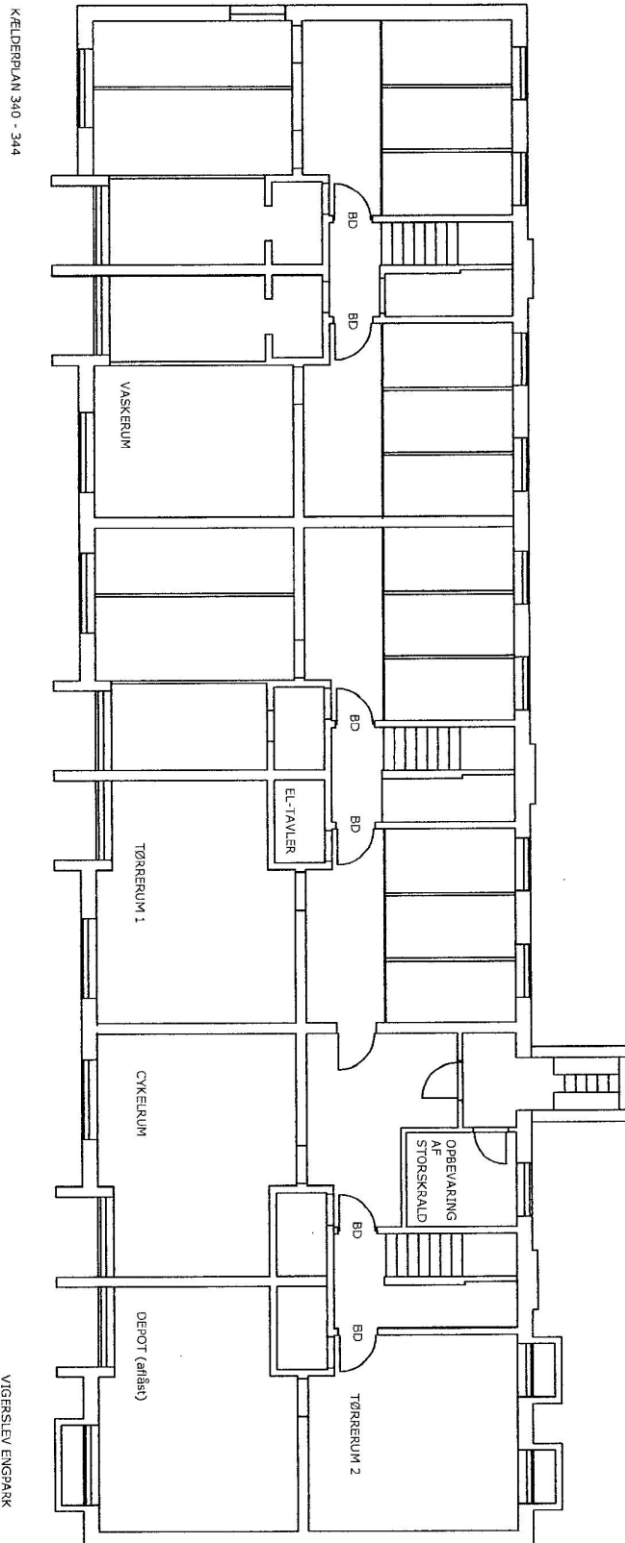 KÆLDERPLAN 340 - 344
BD
BD
VASKERUM
BD
BD
EL-TAVLER
TØRRERUM 1
CYKELRUM
OPBEVARING
AF
STORSKRALD
BD
BD
DEPOT (aflåst)
TØRRERUM 2
VIGERSLEV ENGPARK